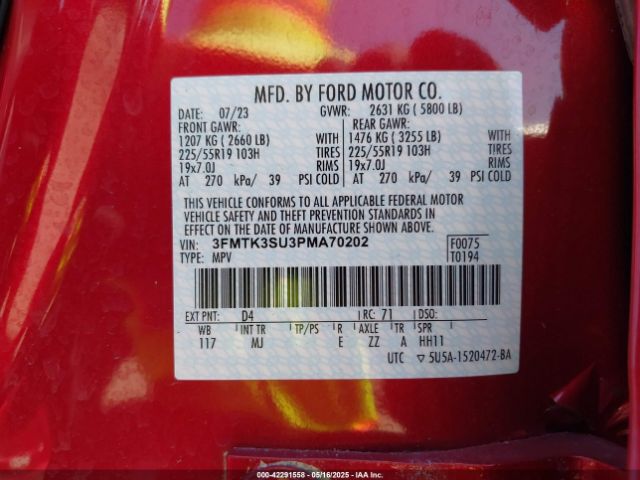 MFD. BY FORD MOTOR CO.
DATE: 07/23 GVWR: 2631 KG ( 5800 LB)
FRONT GAWR: REAR GAWR:
1207 KG ( 2660 LB) WITH 1476 KG ( 3255 LB) WITH
225/55R19 103H TIRES 225/55R19 103H TIRES
19x7.0J RIMS 19x7.0J RIMS
AT 270 kPa/ 39 PSI COLD AT 270 kPa/ 39 PSI COLD
THIS VEHICLE CONFORMS TO ALL APPLICABLE FEDERAL MOTOR
VEHICLE SAFETY AND THEFT PREVENTION STANDARDS IN
EFFECT ON THE DATE OF MANUFACTURE SHOWN ABOVE.
VIN: 3FMTK3SU3PMA70202 F0075
TYPE: MPV T0194
EXT PNT: D4 RC: 71 DSO:
WB INT TR TP/PS R AXLE TR SPR
117 MJ E ZZ A HH11
UTC ▽ 5U5A-1520472-BA
000-42291558 - 05/16/2025 - IAAI.COM